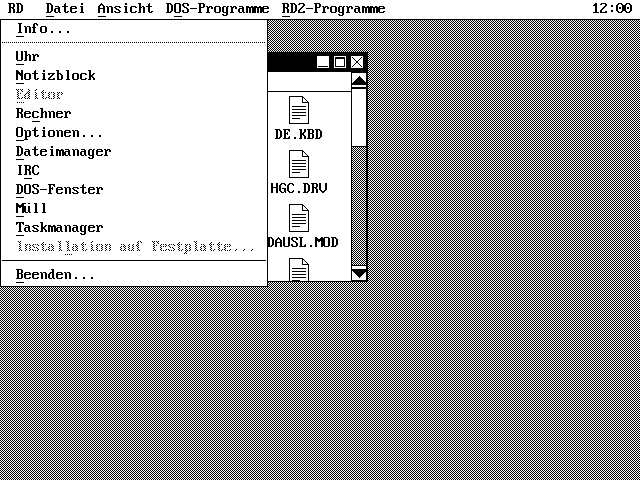 RD Datei Ansicht DOS-Programme RD2-Programme 12:00
Info...
Uhr
Notizblock
Editor
Rechner
Optionen...
Dateimanager
IRC
DOS-Fenster
Müll
Taskmanager
Installation auf Festplatte...
Beenden...
DE.KBD
HGC.DRV
DAUSL.MOD